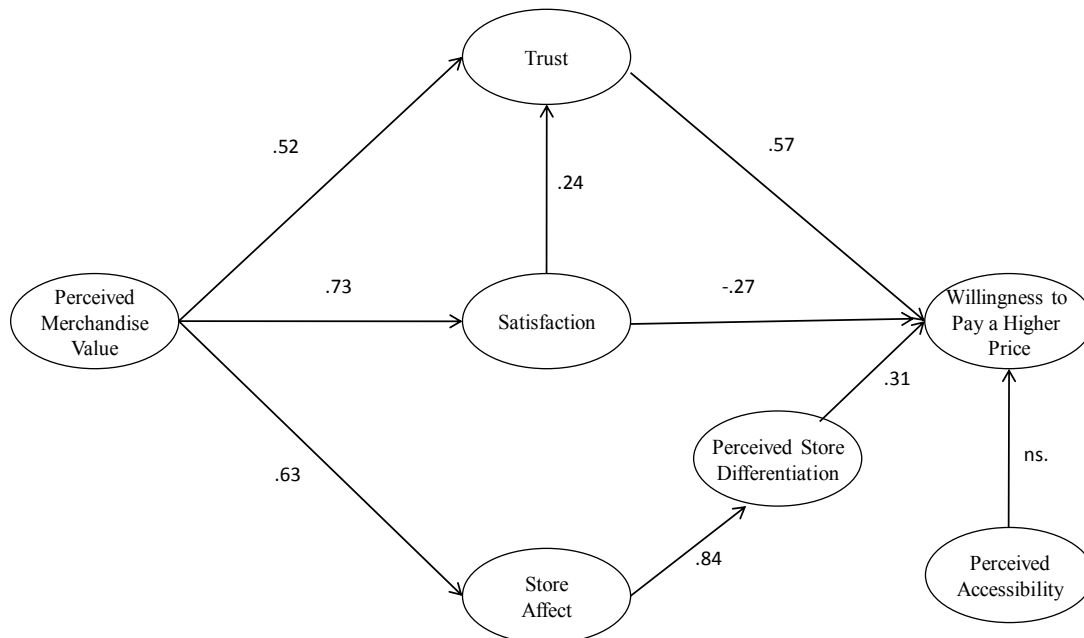 Trust
.52
.57
.24
.73
-.27
Perceived
Merchandise
Value
Satisfaction
Willingness to
Pay a Higher
Price
.31
Perceived Store
Differentiation
.63
ns.
.84
Store
Affect
Perceived
Accessibility